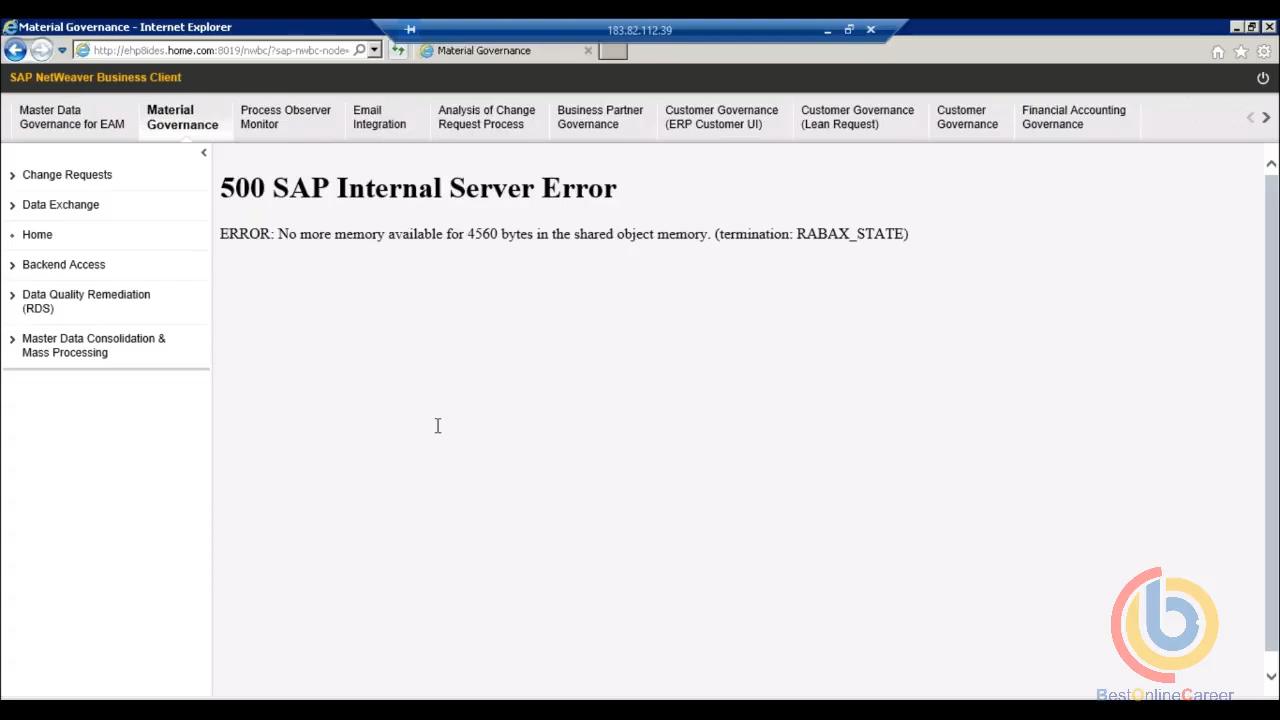 Material Governance - Internet Explorer
183.82.112.39
http://ehp8ides.home.com:8019/nwbc/?sap-nwbc-node=
Material Governance
SAP NetWeaver Business Client
Master Data
Governance for EAM
Material
Governance
Process Observer
Monitor
Email
Integration
Analysis of Change
Request Process
Business Partner
Governance
Customer Governance
(ERP Customer UI)
Customer Governance
(Lean Request)
Customer
Governance
Financial Accounting
Governance
Change Requests
Data Exchange
Home
Backend Access
Data Quality Remediation
(RDS)
Master Data Consolidation &
Mass Processing
500 SAP Internal Server Error
ERROR: No more memory available for 4560 bytes in the shared object memory. (termination: RABAX_STATE)
b
BestOnlineCareer